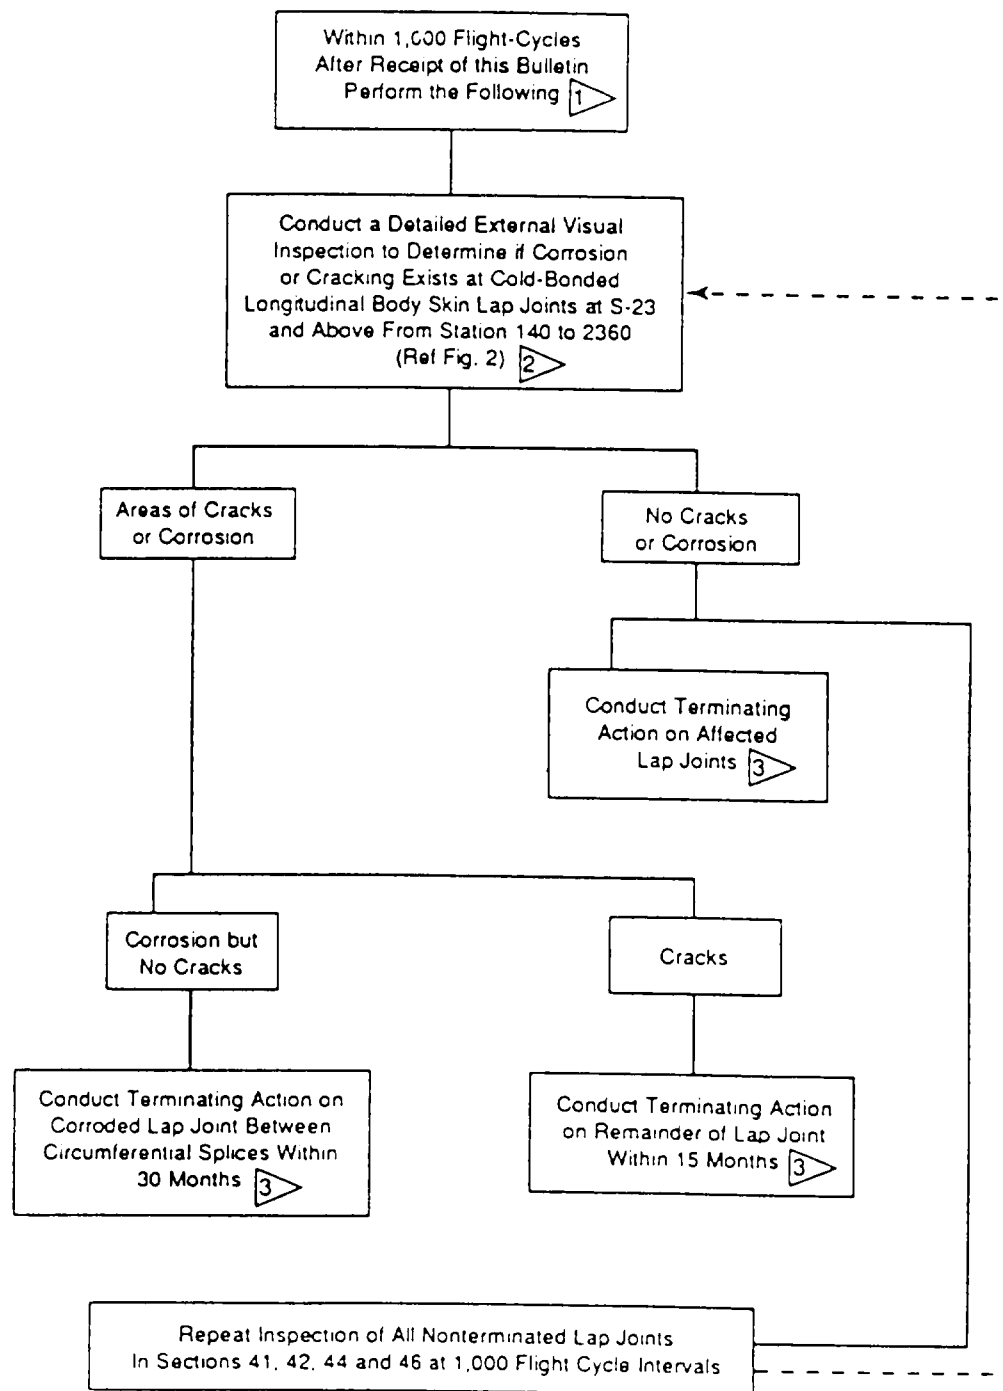 Within 1,000 Flight-Cycles
After Receipt of this Bulletin
Perform the Following 1
Conduct a Detailed External Visual
Inspection to Determine if Corrosion
or Cracking Exists at Cold-Bonded
Longitudinal Body Skin Lap Joints at S-23
and Above From Station 140 to 2360
(Ref Fig. 2) 2
Areas of Cracks
or Corrosion
No Cracks
or Corrosion
Conduct Terminating
Action on Affected
Lap Joints 3
Corrosion but
No Cracks
Cracks
Conduct Terminating Action on
Corroded Lap Joint Between
Circumferential Splices Within
30 Months 3
Conduct Terminating Action
on Remainder of Lap Joint
Within 15 Months 3
Repeat Inspection of All Nonterminated Lap Joints
In Sections 41, 42, 44 and 46 at 1,000 Flight Cycle Intervals